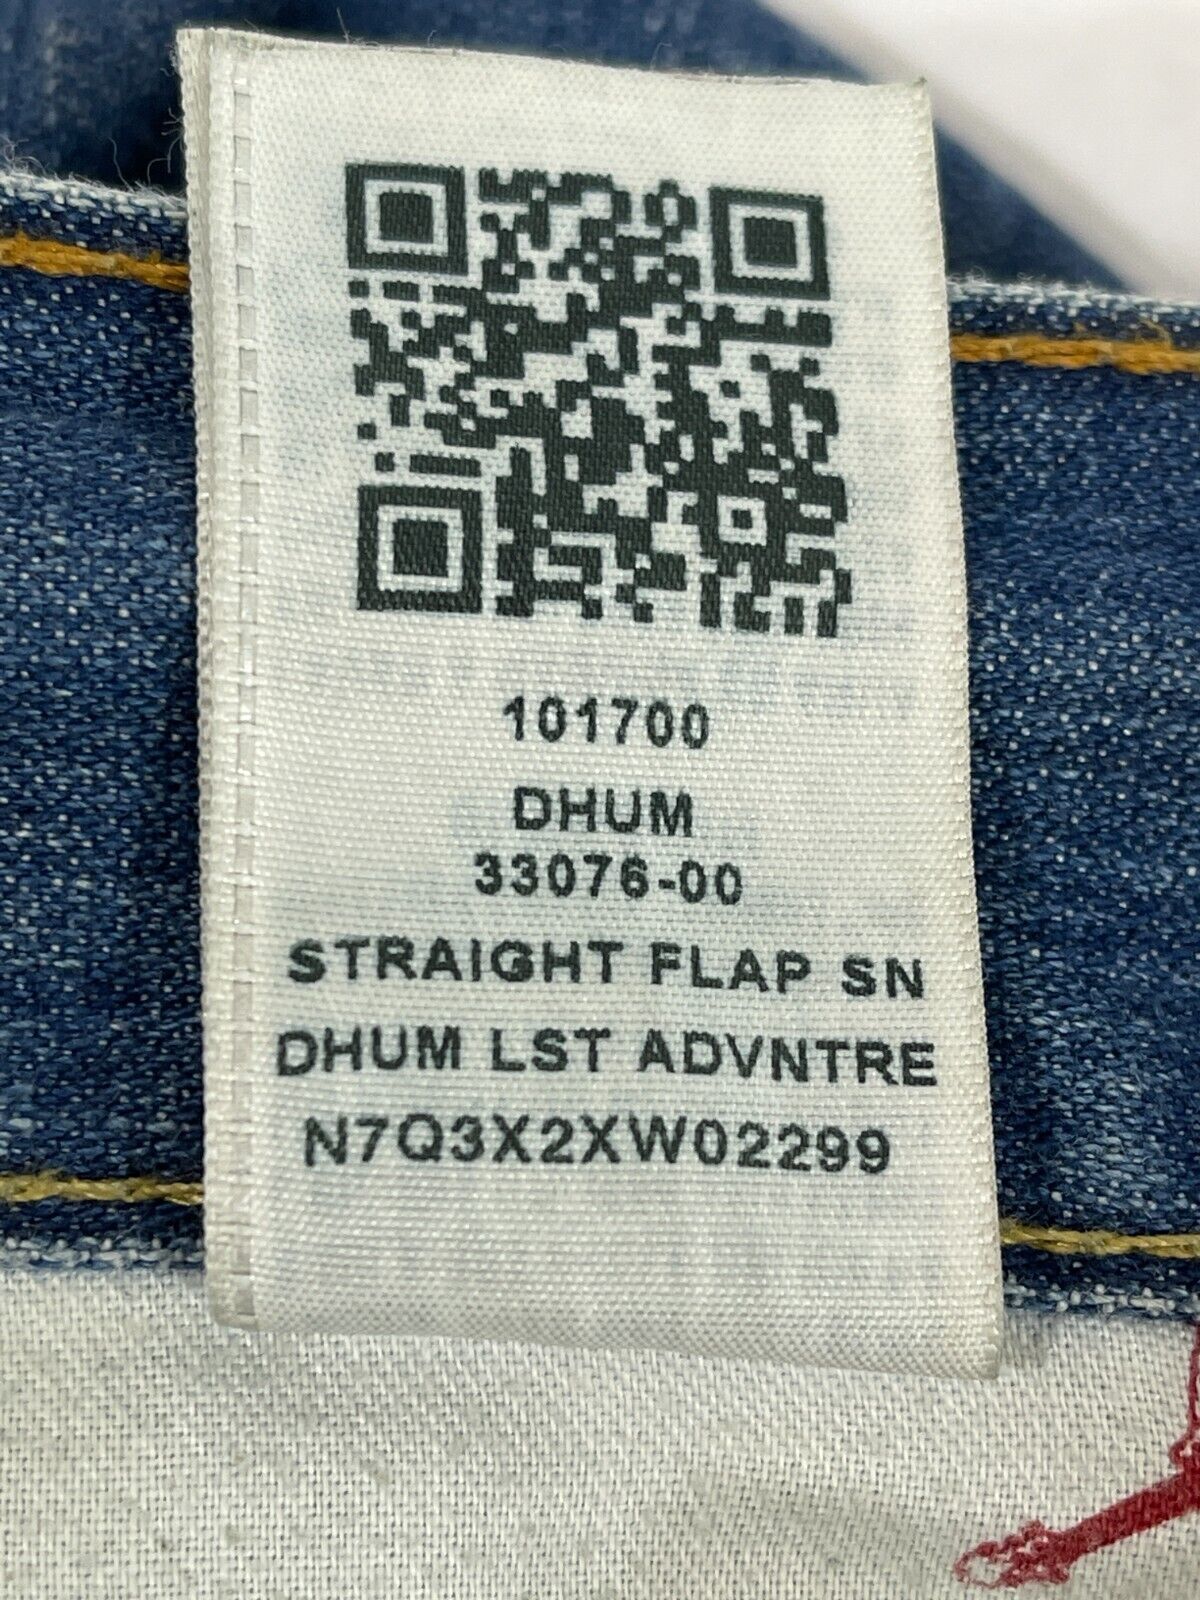 101700
DHUM
33076-00
STRAIGHT FLAP SN
DHUM LST ADVNTRE
N7Q3X2XW02299